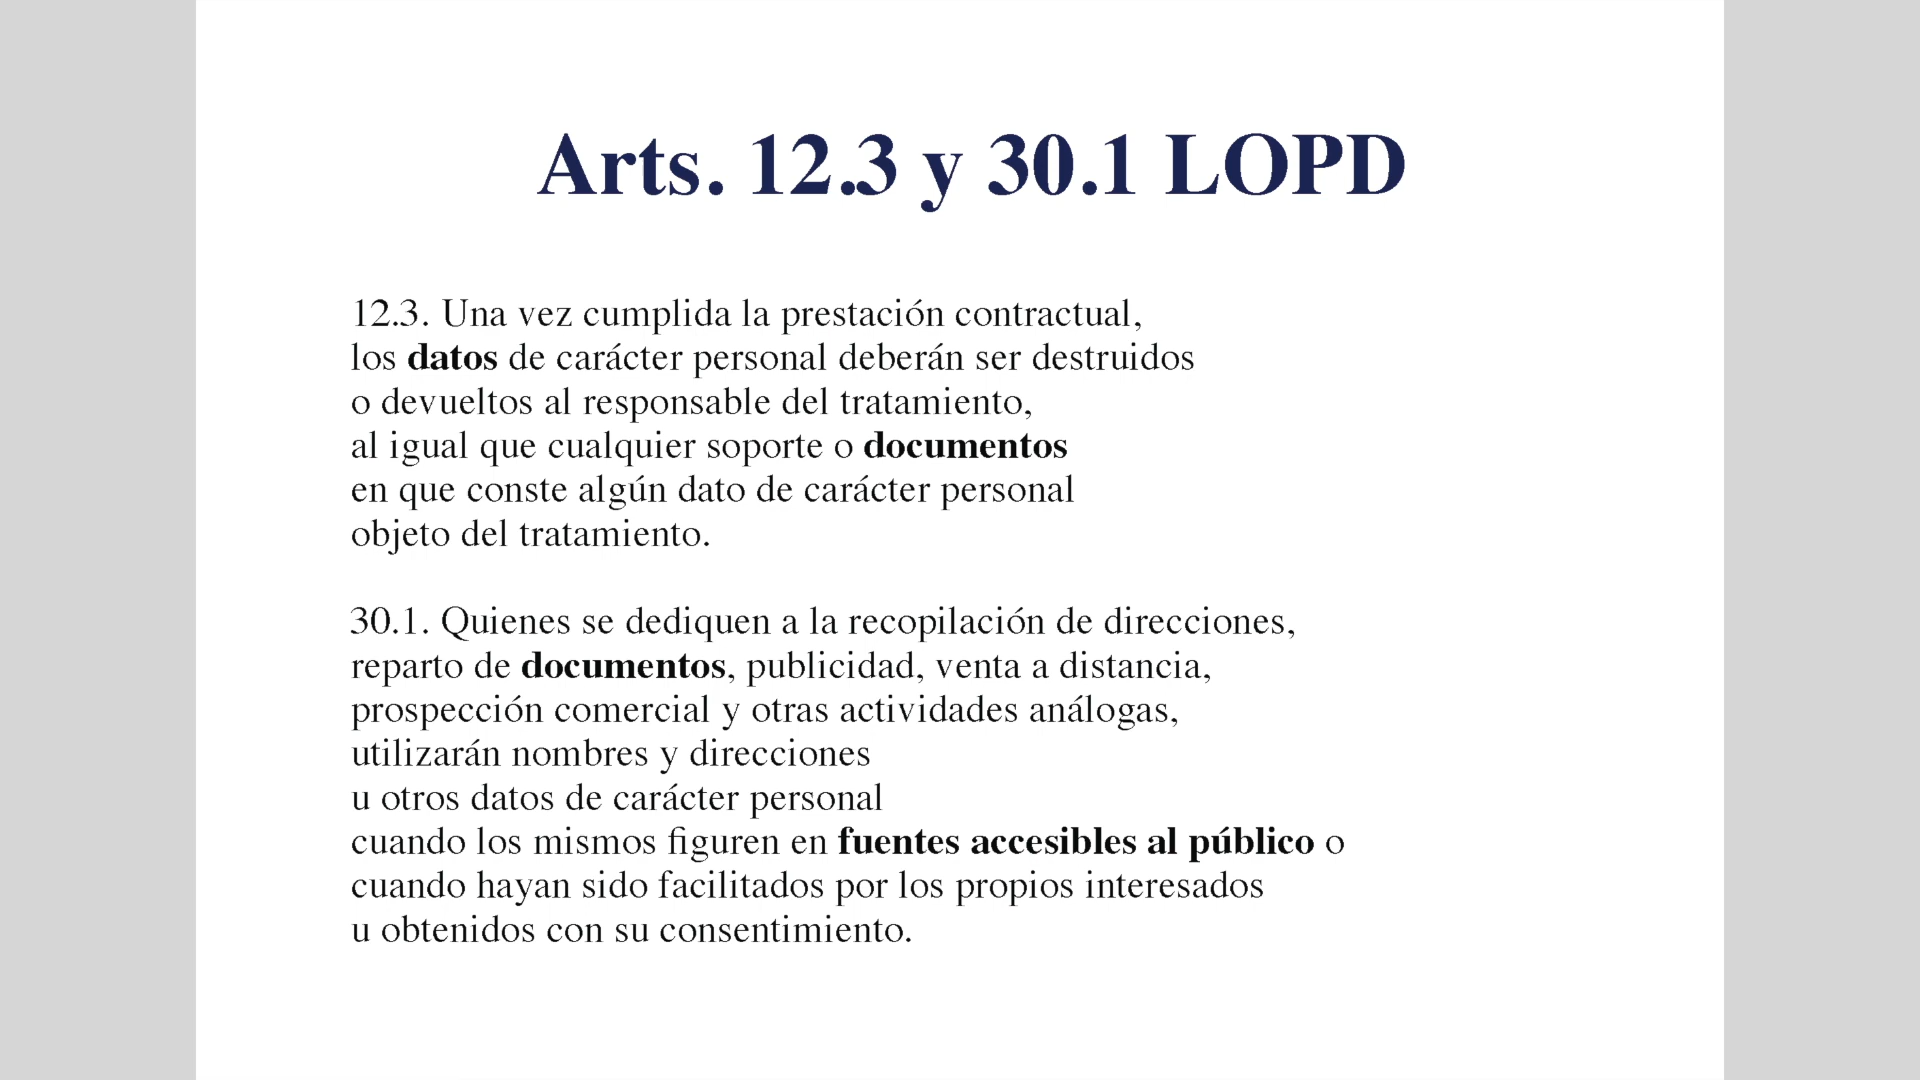 Arts. 12.3 y 30.1 LOPD
12.3. Una vez cumplida la prestación contractual,
los datos de carácter personal deberán ser destruidos
o devueltos al responsable del tratamiento,
al igual que cualquier soporte o documentos
en que conste algún dato de carácter personal
objeto del tratamiento.
30.1. Quienes se dediquen a la recopilación de direcciones,
reparto de documentos, publicidad, venta a distancia,
prospección comercial y otras actividades análogas,
utilizarán nombres y direcciones
u otros datos de carácter personal
cuando los mismos figuren en fuentes accesibles al público o
cuando hayan sido facilitados por los propios interesados
u obtenidos con su consentimiento.